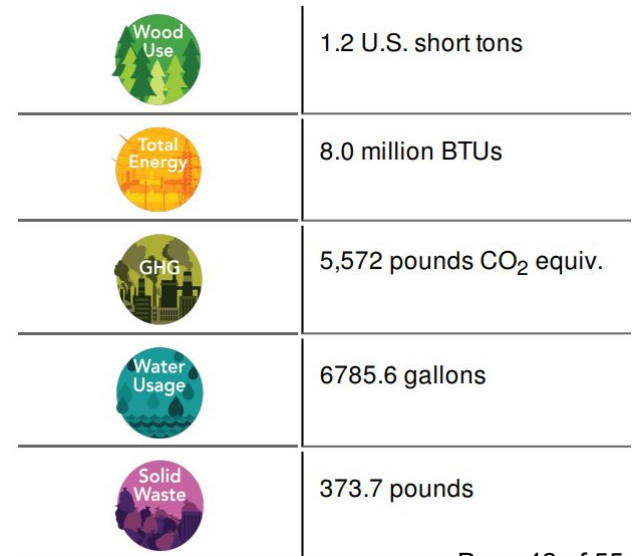 Wood
Use
1.2 U.S. short tons
Total
Energy
8.0 million BTUs
GHG
5,572 pounds CO₂ equiv.
Water
Usage
6785.6 gallons
Solid
Waste
373.7 pounds